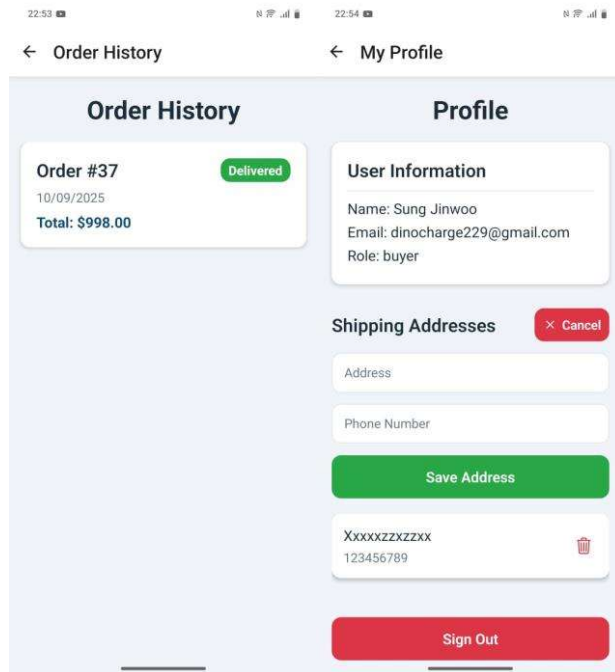 22:53
Order History
Order History
Order #37
Delivered
10/09/2025
Total: $998.00
22:54
My Profile
Profile
User Information
Name: Sung Jinwoo
Email: dinocharge229@gmail.com
Role: buyer
Shipping Addresses
× Cancel
Address
Phone Number
Save Address
Xxxxxzzxzzxx
123456789
Sign Out